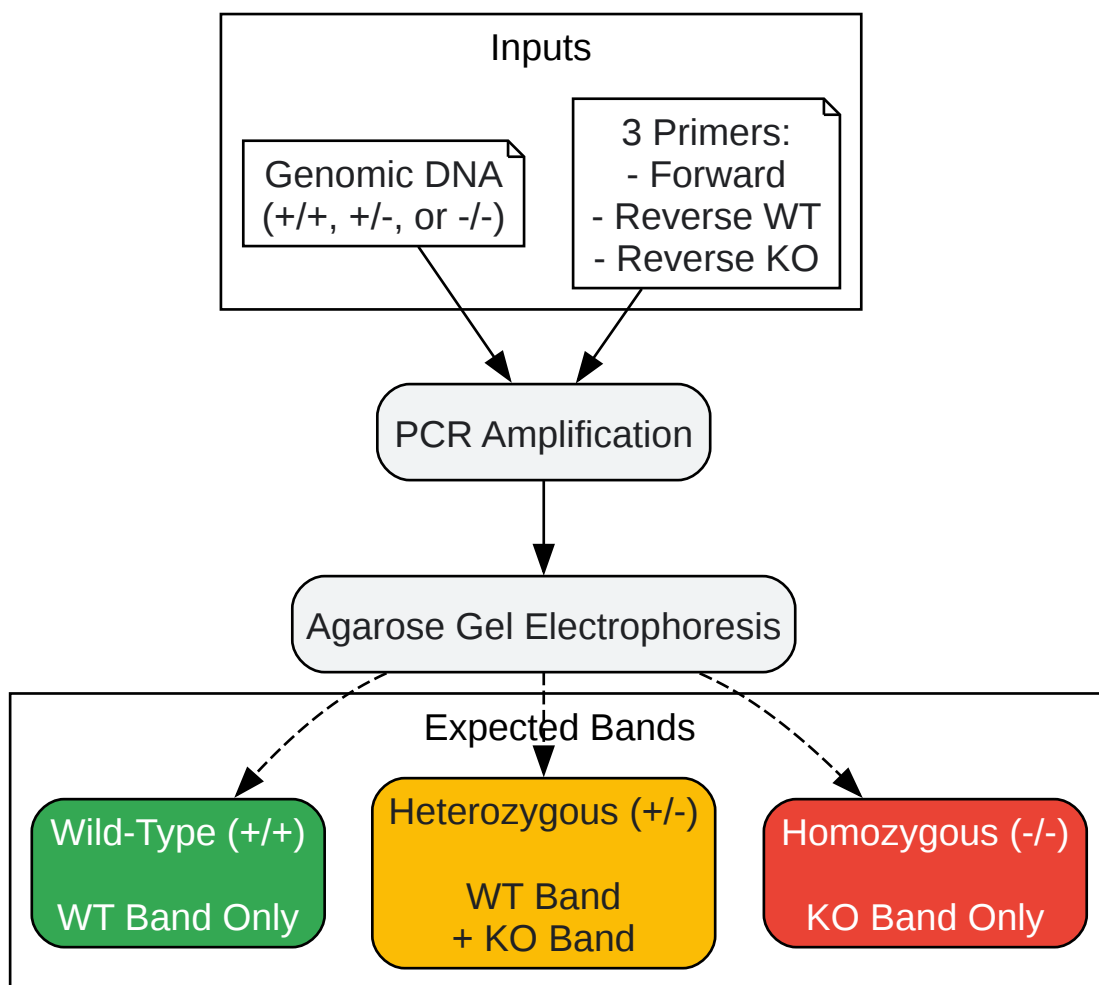 Inputs
Genomic DNA
(+/+, +/-, or -/-)
3 Primers:
- Forward
- Reverse WT
- Reverse KO
PCR Amplification
Agarose Gel Electrophoresis
Expected Bands
Wild-Type (+/+)
WT Band Only
Heterozygous (+/-)
WT Band
+ KO Band
Homozygous (-/-)
KO Band Only